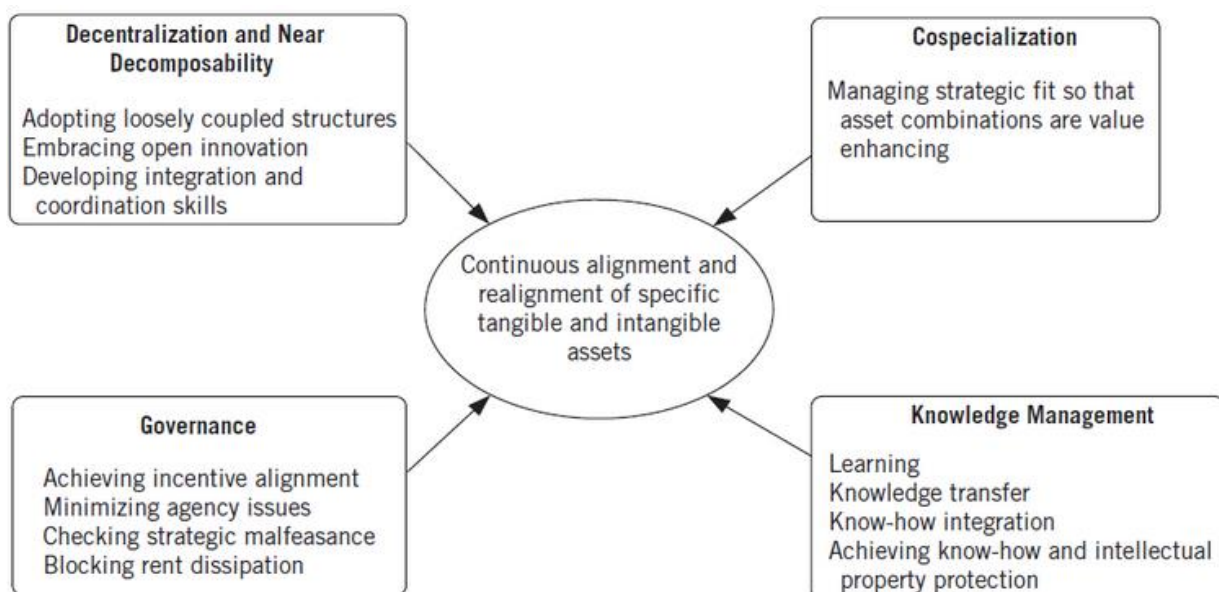 Decentralization and Near
Decomposability
Adopting loosely coupled structures
Embracing open innovation
Developing integration and
coordination skills
Cospecialization
Managing strategic fit so that
asset combinations are value
enhancing
Continuous alignment and
realignment of specific
tangible and intangible
assets
Governance
Achieving incentive alignment
Minimizing agency issues
Checking strategic malfeasance
Blocking rent dissipation
Knowledge Management
Learning
Knowledge transfer
Know-how integration
Achieving know-how and intellectual
property protection